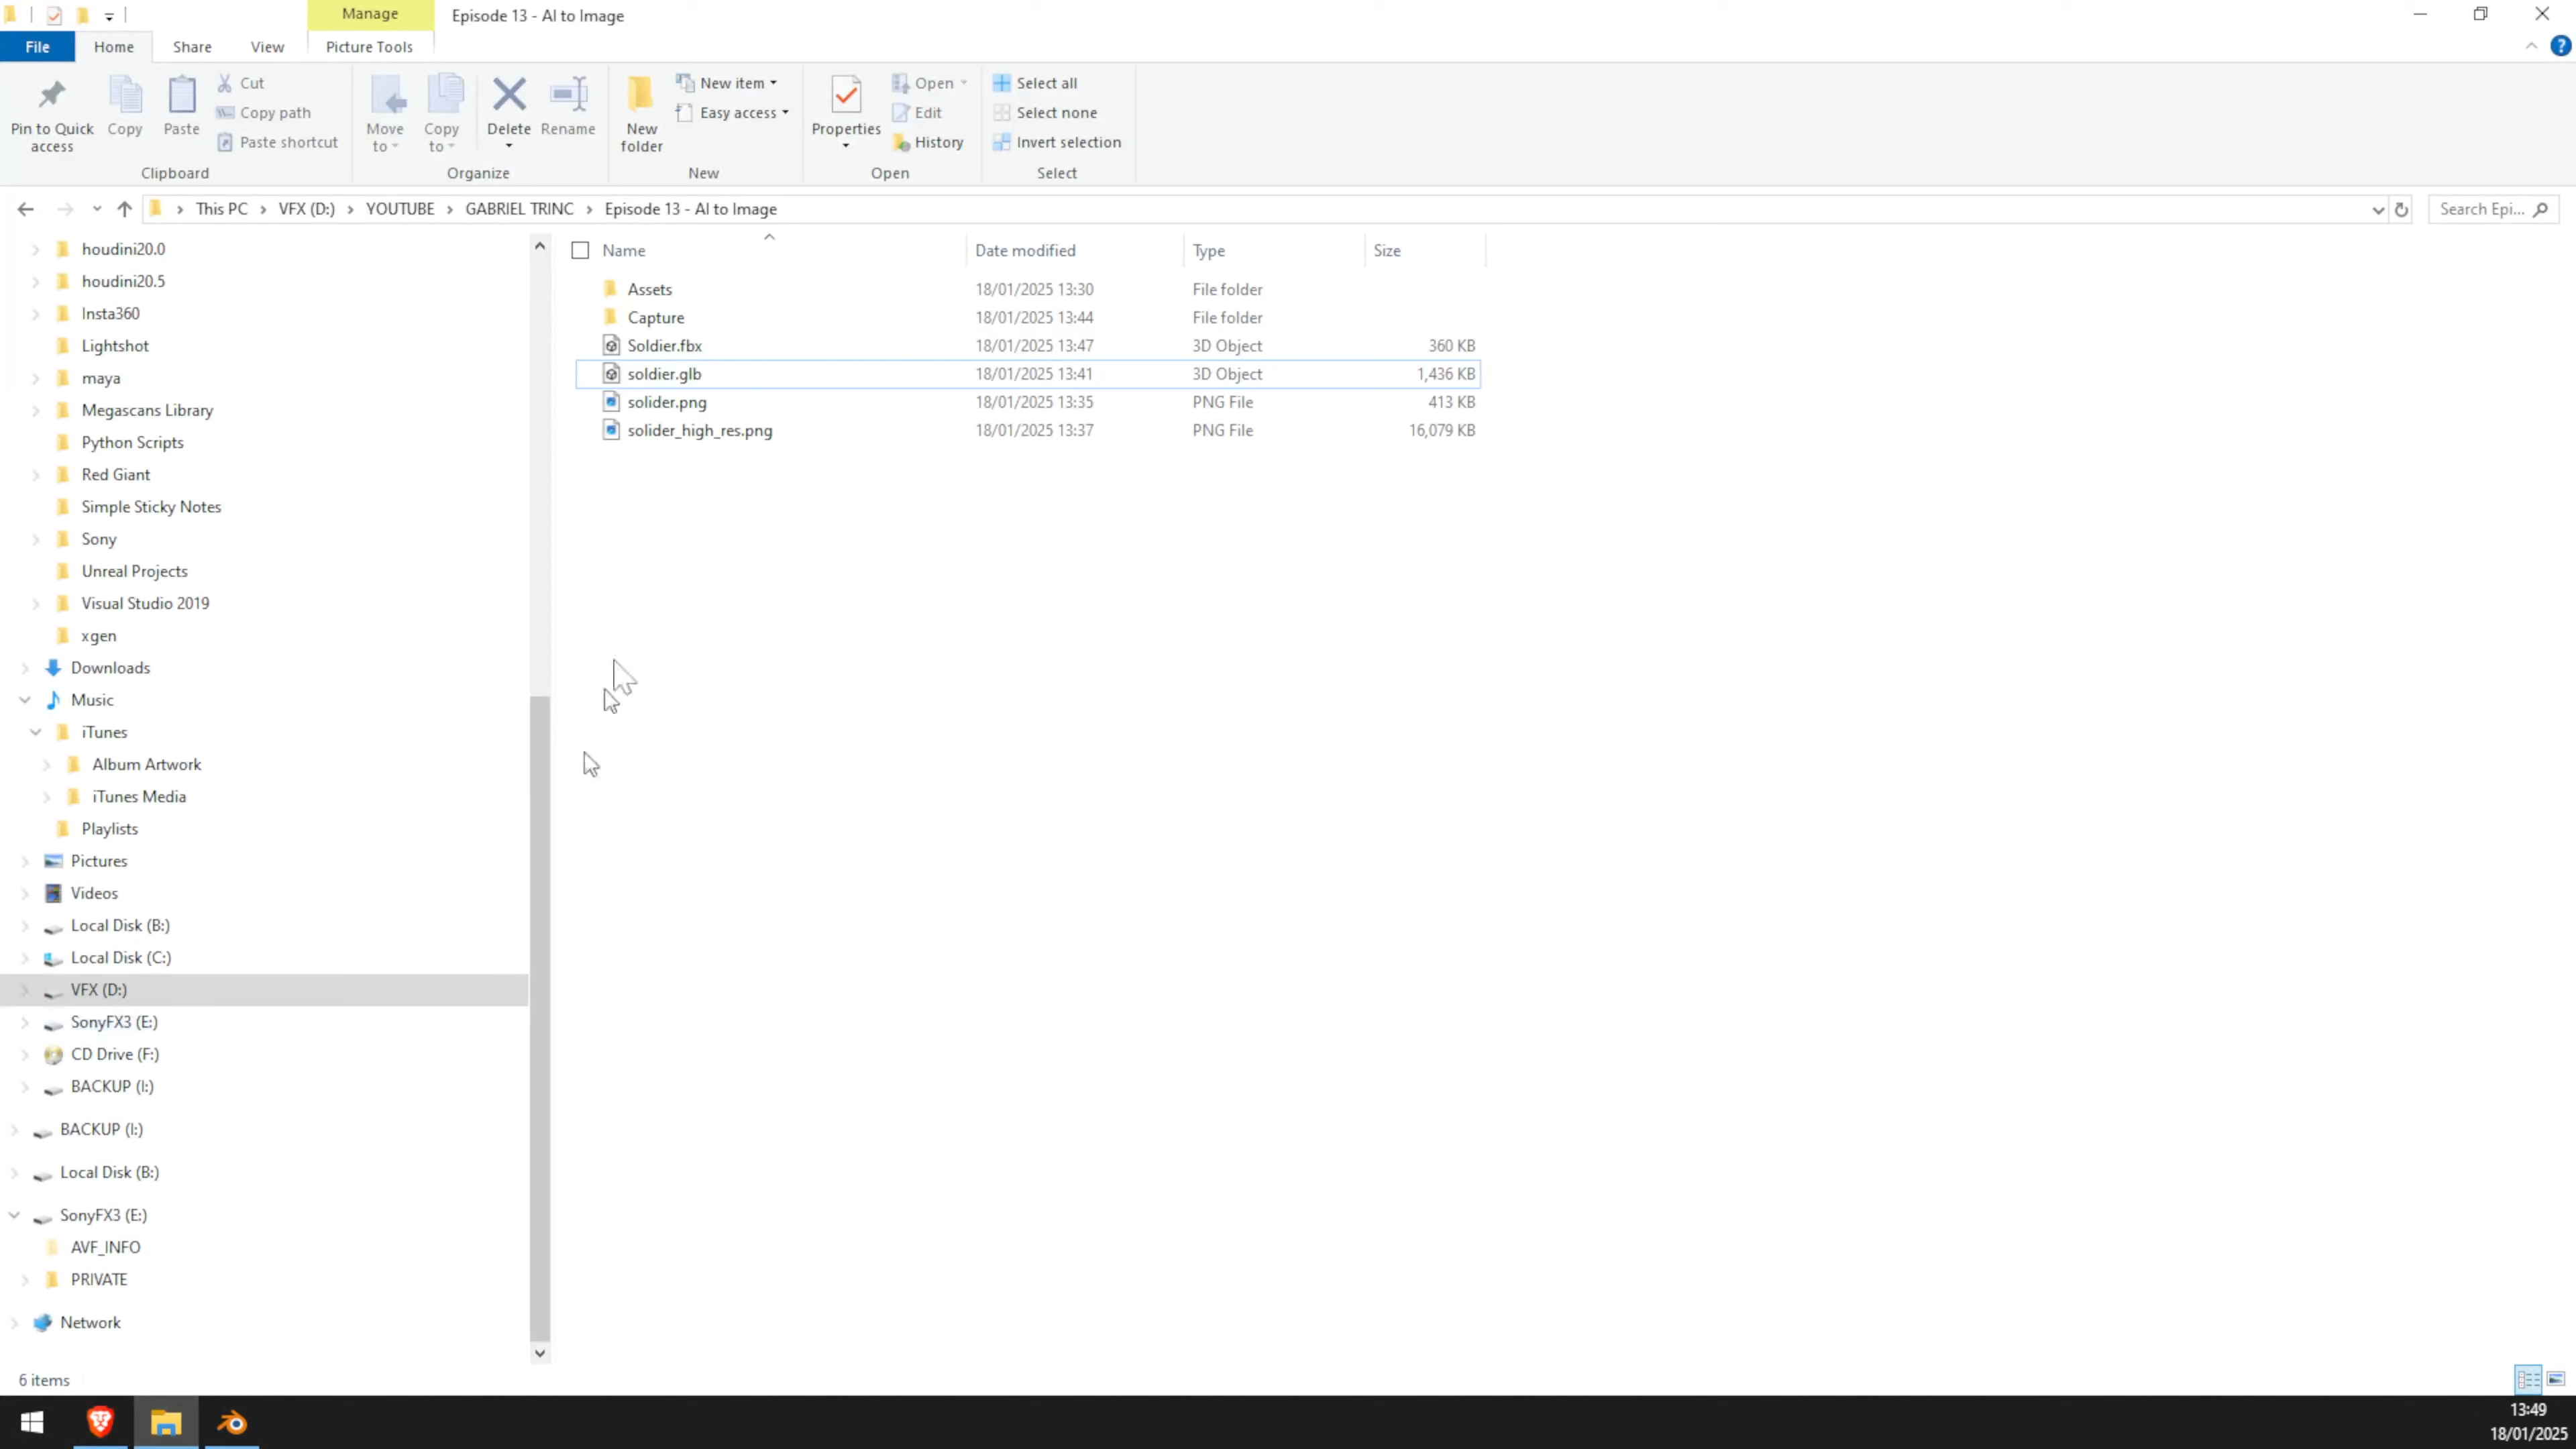 Manage
Episode 13 - AI to Image
File
Home
Share
View
Picture Tools
Pin to Quick access
Copy
Paste
Cut
Copy path
Paste shortcut
Clipboard
Move to
Copy to
Delete
Rename
Organize
New folder
New item
Easy access
New
Properties
Open
Edit
History
Open
Select all
Select none
Invert selection
Select
This PC
VFX (D:)
YOUTUBE
GABRIEL TRINC
Episode 13 - AI to Image
Search Epi...
houdini20.0
houdini20.5
Insta360
Lightshot
maya
Megascans Library
Python Scripts
Red Giant
Simple Sticky Notes
Sony
Unreal Projects
Visual Studio 2019
xgen
Downloads
Music
iTunes
Album Artwork
iTunes Media
Playlists
Pictures
Videos
Local Disk (B:)
Local Disk (C:)
VFX (D:)
SonyFX3 (E:)
CD Drive (F:)
BACKUP (I:)
BACKUP (I:)
Local Disk (B:)
SonyFX3 (E:)
AVF_INFO
PRIVATE
Network
Name Date modified Type Size
Assets 18/01/2025 13:30 File folder
Capture 18/01/2025 13:44 File folder
Soldier.fbx 18/01/2025 13:47 3D Object 360 KB
soldier.glb 18/01/2025 13:41 3D Object 1,436 KB
solider.png 18/01/2025 13:35 PNG File 413 KB
solider_high_res.png 18/01/2025 13:37 PNG File 16,079 KB
6 items
13:49
18/01/2025